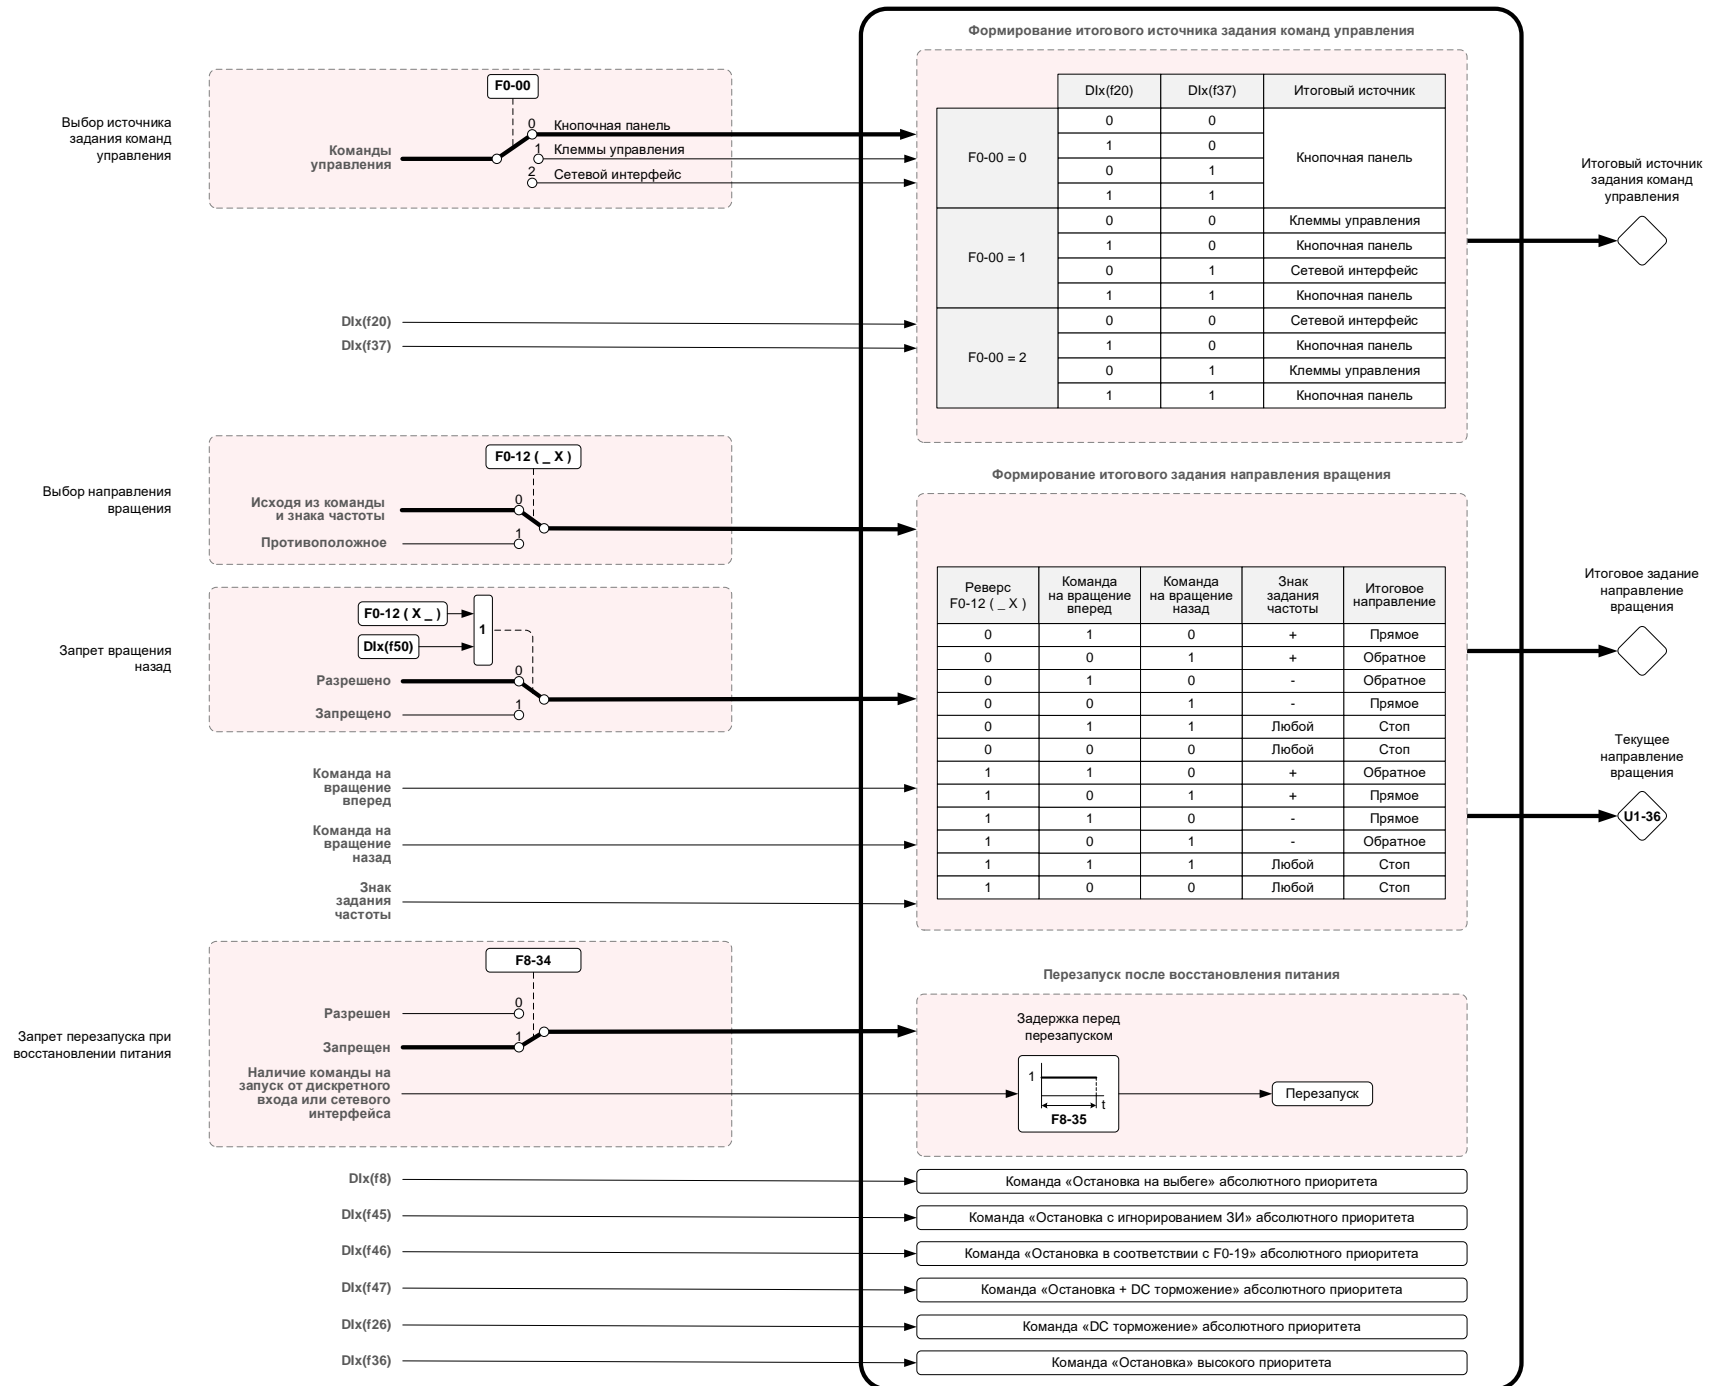 Формирование итогового источника задания команд управления
Выбор источника
задания команд
управления
F0-00
Команды
управления
0
Кнопочная панель
1
Клеммы управления
2
Сетевой интерфейс
DIx(f20)
DIx(f37)
DIx(f20) DIx(f37) Итоговый источник
F0-00 = 0
0 0
1 0
0 1
1 1
Кнопочная панель
F0-00 = 1
0 0 Клеммы управления
1 0 Кнопочная панель
0 1 Сетевой интерфейс
1 1 Кнопочная панель
F0-00 = 2
0 0 Сетевой интерфейс
1 0 Кнопочная панель
0 1 Клеммы управления
1 1 Кнопочная панель
Итоговый источник
задания команд
управления
Выбор направления
вращения
F0-12 ( _ X )
Исходя из команды
и знака частоты
0
Противоположное
1
Запрет вращения
назад
F0-12 ( X _ )
DIx(f50)
1
Разрешено
0
Запрещено
1
Команда на
вращение
вперед
Команда на
вращение
назад
Знак
задания
частоты
Формирование итогового задания направления вращения
Реверс
F0-12 ( _ X )
Команда
на вращение
вперед
Команда
на вращение
назад
Знак
задания
частоты
Итоговое
направление
0 1 0 + Прямое
0 0 1 + Обратное
0 1 0 - Обратное
0 0 1 - Прямое
0 1 1 Любой Стоп
0 0 0 Любой Стоп
1 1 0 + Обратное
1 0 1 + Прямое
1 1 0 - Прямое
1 0 1 - Обратное
1 1 1 Любой Стоп
1 0 0 Любой Стоп
Итоговое задание
направление
вращения
Текущее
направление
вращения
U1-36
Запрет перезапуска при
восстановлении питания
F8-34
Разрешен
0
Запрещен
1
Наличие команды на
запуск от дискретного
входа или сетевого
интерфейса
Перезапуск после восстановления питания
Задержка перед
перезапуском
1
t
F8-35
Перезапуск
DIx(f8)
Команда «Остановка на выбеге» абсолютного приоритета
DIx(f45)
Команда «Остановка с игнорированием ЗИ» абсолютного приоритета
DIx(f46)
Команда «Остановка в соответствии с F0-19» абсолютного приоритета
DIx(f47)
Команда «Остановка + DC торможение» абсолютного приоритета
DIx(f26)
Команда «DC торможение» абсолютного приоритета
DIx(f36)
Команда «Остановка» высокого приоритета